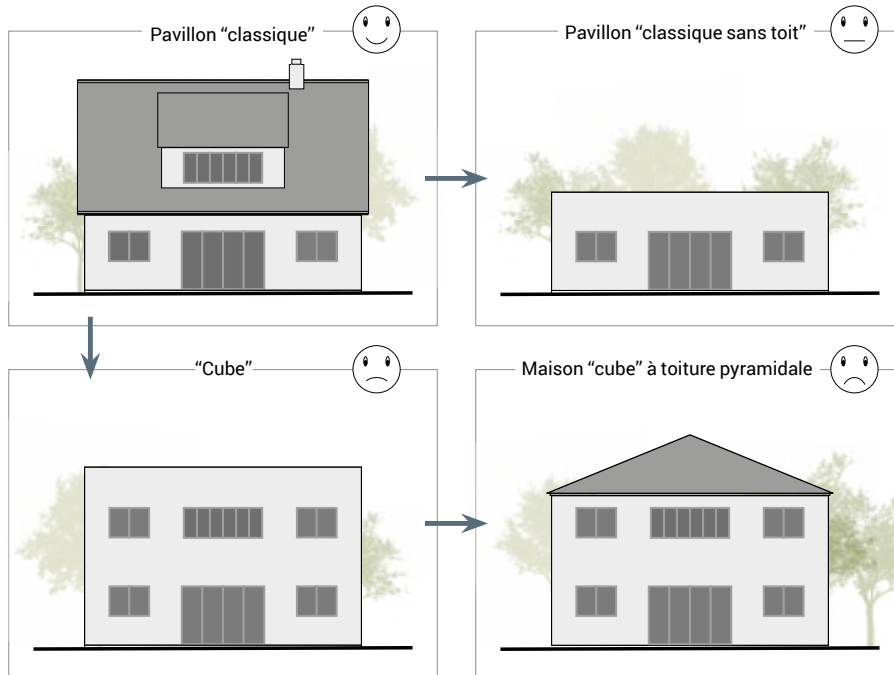 Pavillon “classique”
Pavillon “classique sans toit”
“Cube”
Maison “cube” à toiture pyramidale